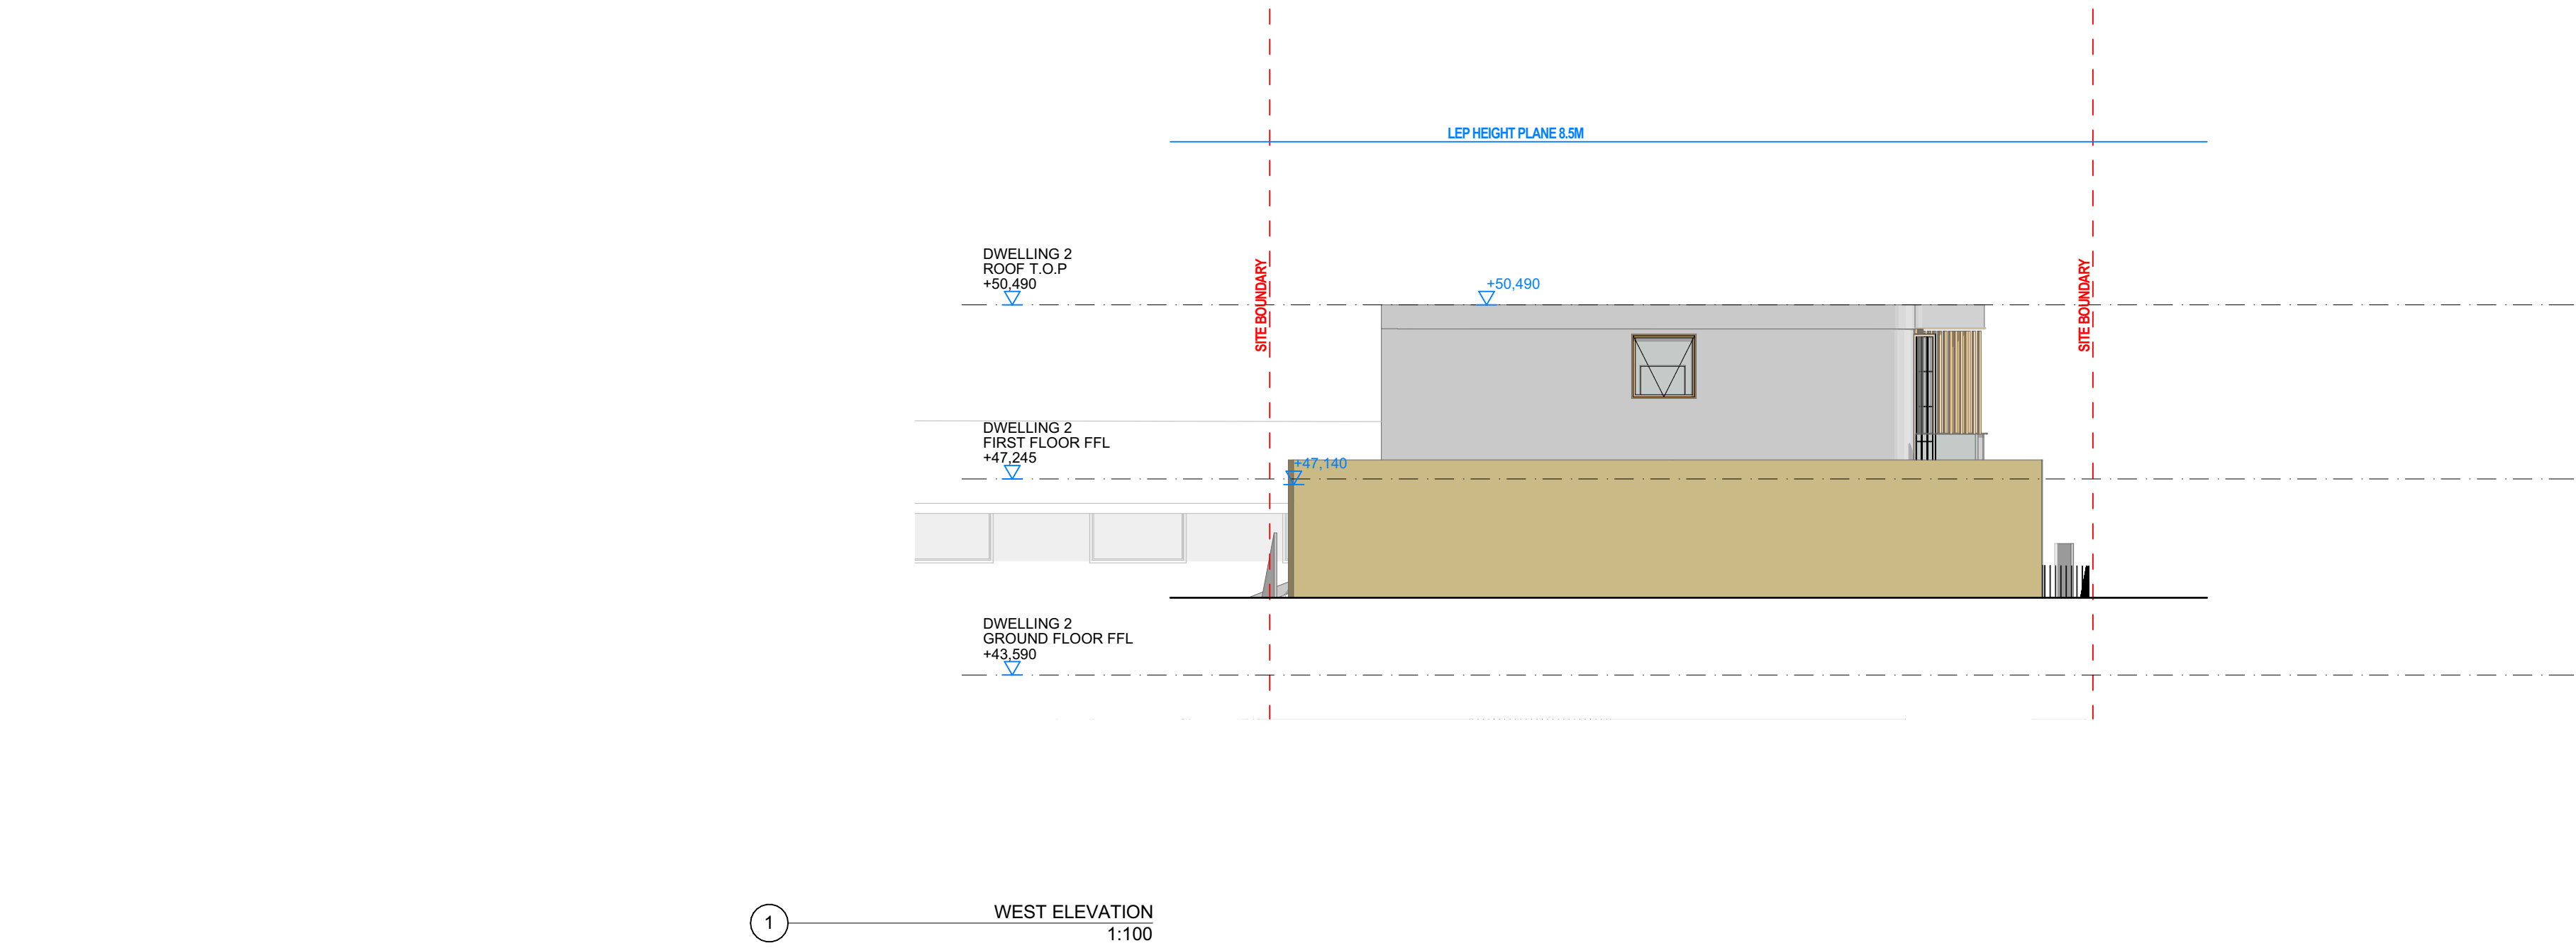 LEP HEIGHT PLANE 8.5M
DWELLING 2
ROOF T.O.P
+50,490
+50,490
SITE BOUNDARY
SITE BOUNDARY
DWELLING 2
FIRST FLOOR FFL
+47,245
+47,140
DWELLING 2
GROUND FLOOR FFL
+43,590
1
WEST ELEVATION
1:100